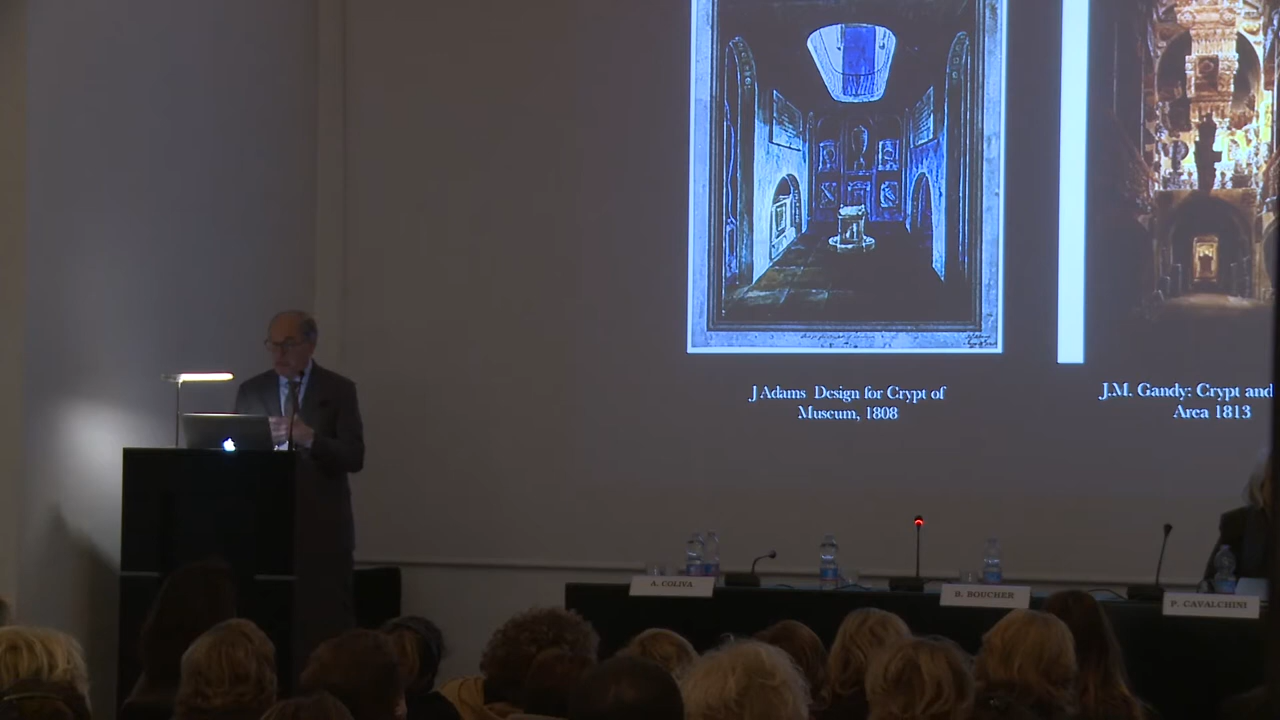 J Adams Design for Crypt of
Museum, 1808
J.M. Gandy: Crypt and
Area 1813
A. COLIVA
B. BOUCHER
P. CAVALCHINI